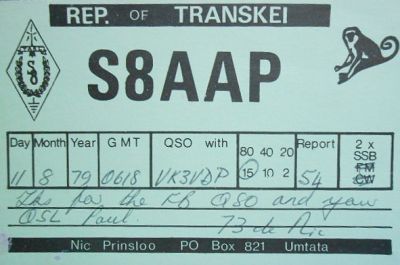 REP. OF TRANSKEI
S8AAP
Day Month Year GMT QSO with 80 40 20 Report 2 x
15 10 2 SSB
FM
CW
11 8 79 0618 VK3VDP 54
Tks for the FB QSO and your
QSL Paul. 73 de Nic
Nic Prinsloo PO Box 821 Umtata